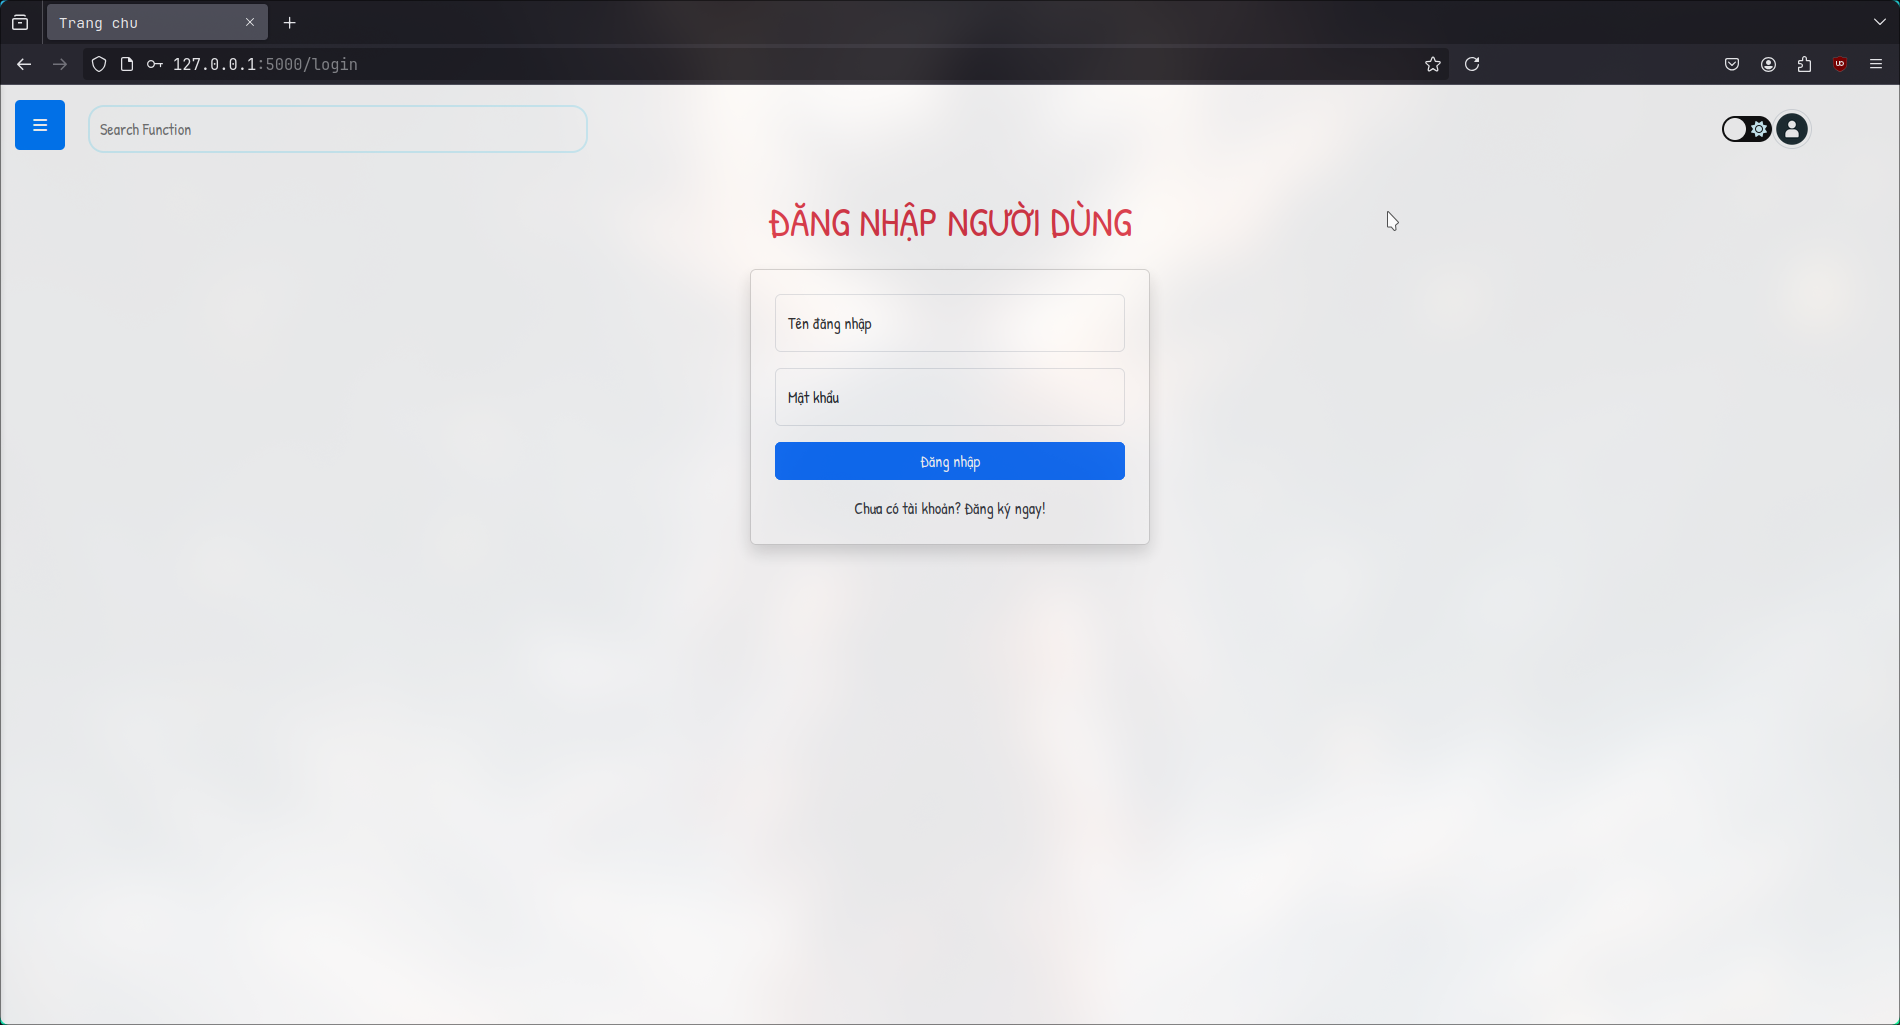 Trang chu
127.0.0.1:5000/login
Search Function
ĐĂNG NHẬP NGƯỜI DÙNG
Tên đăng nhập
Mật khẩu
Đăng nhập
Chưa có tài khoản? Đăng ký ngay!